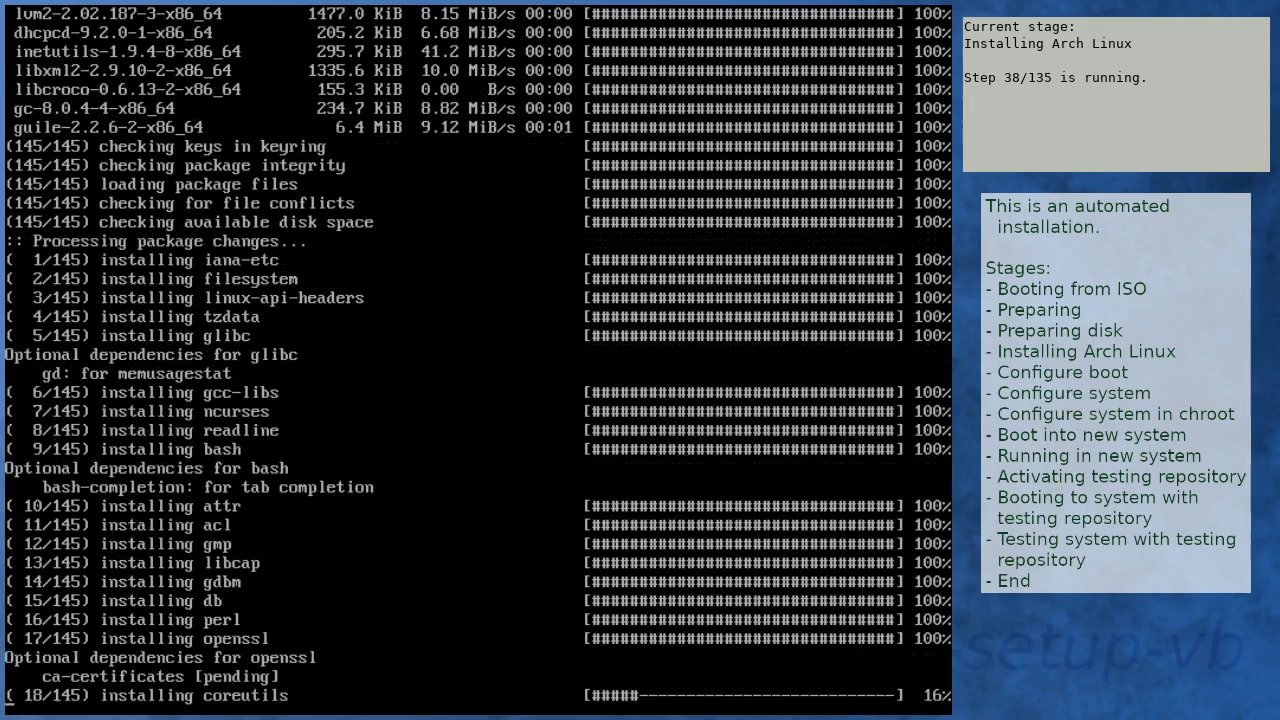 lvm2-2.02.187-3-x86_64 1477.0 KiB 8.15 MiB/s 00:00 [################################] 100%
dhcpcd-9.2.0-1-x86_64 205.2 KiB 6.68 MiB/s 00:00 [################################] 100%
inetutils-1.9.4-8-x86_64 295.7 KiB 41.2 MiB/s 00:00 [################################] 100%
libxml2-2.9.10-2-x86_64 1335.6 KiB 10.0 MiB/s 00:00 [################################] 100%
libcroco-0.6.13-2-x86_64 155.3 KiB 0.00 B/s 00:00 [################################] 100%
gc-8.0.4-4-x86_64 234.7 KiB 8.82 MiB/s 00:00 [################################] 100%
guile-2.2.6-2-x86_64 6.4 MiB 9.12 MiB/s 00:01 [################################] 100%
(145/145) checking keys in keyring [################################] 100%
(145/145) checking package integrity [################################] 100%
(145/145) loading package files [################################] 100%
(145/145) checking for file conflicts [################################] 100%
(145/145) checking available disk space [################################] 100%
:: Processing package changes...
( 1/145) installing iana-etc [################################] 100%
( 2/145) installing filesystem [################################] 100%
( 3/145) installing linux-api-headers [################################] 100%
( 4/145) installing tzdata [################################] 100%
( 5/145) installing glibc [################################] 100%
Optional dependencies for glibc
gd: for memusagestat
( 6/145) installing gcc-libs [################################] 100%
( 7/145) installing ncurses [################################] 100%
( 8/145) installing readline [################################] 100%
( 9/145) installing bash [################################] 100%
Optional dependencies for bash
bash-completion: for tab completion
( 10/145) installing attr [################################] 100%
( 11/145) installing acl [################################] 100%
( 12/145) installing gmp [################################] 100%
( 13/145) installing libcap [################################] 100%
( 14/145) installing gdbm [################################] 100%
( 15/145) installing db [################################] 100%
( 16/145) installing perl [################################] 100%
( 17/145) installing openssl [################################] 100%
Optional dependencies for openssl
ca-certificates [pending]
( 18/145) installing coreutils [#####---------------------------] 16%
Current stage:
Installing Arch Linux
Step 38/135 is running.
This is an automated
installation.
Stages:
- Booting from ISO
- Preparing
- Preparing disk
- Installing Arch Linux
- Configure boot
- Configure system
- Configure system in chroot
- Boot into new system
- Running in new system
- Activating testing repository
- Booting to system with
testing repository
- Testing system with testing
repository
- End
setup-vb